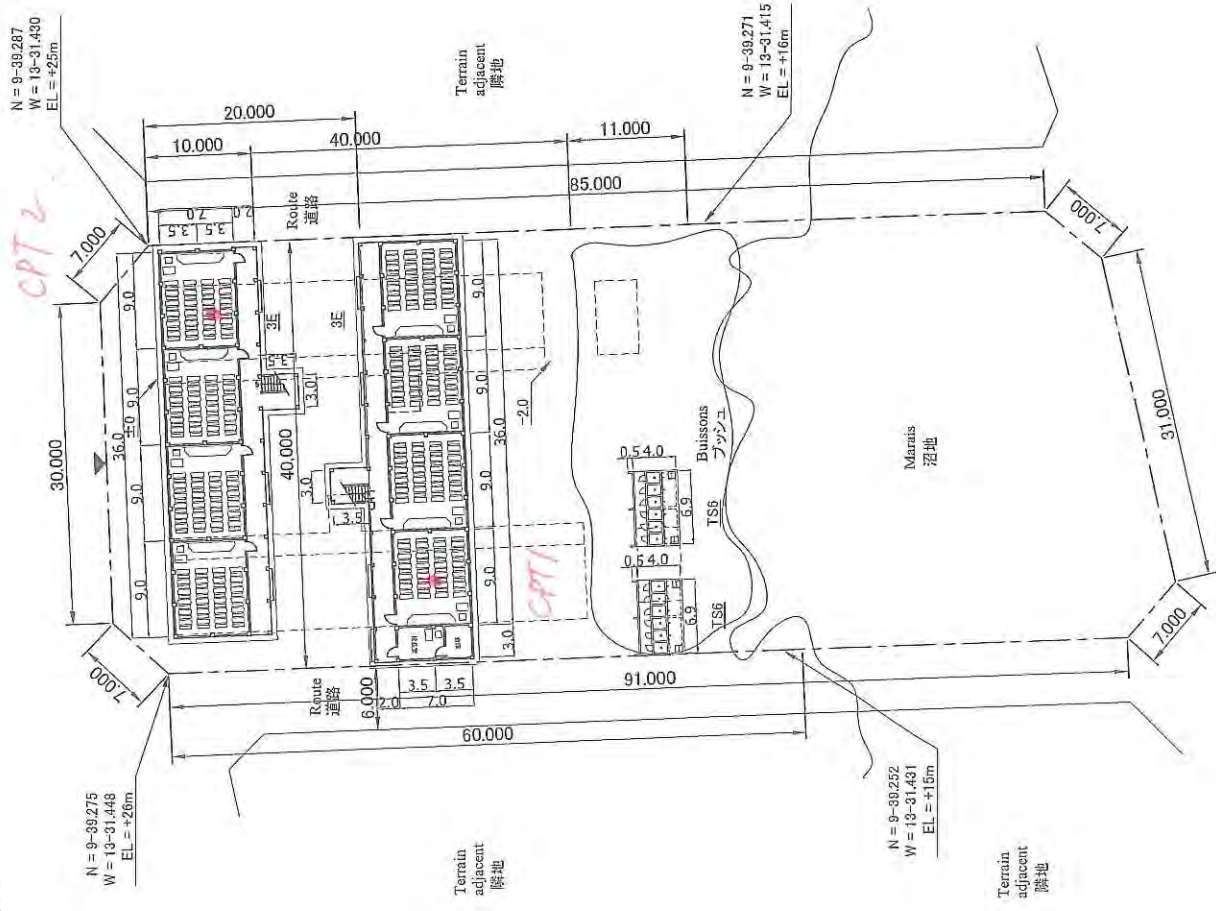 N = 9-39.287
W = 13-31.430
EL = +25m
CPT 2
7.000
20.000
10.000
40.000
11.000
Terrain
adjacent
隣地
N = 9-39.271
W = 13-31.415
EL = +16m
30.000
36.0
±0
9.0
9.0
9.0
9.0
3.5
3.5
7.0
2.0
Route
道路
85.000
7.000
3E
3E
3.5
3.0
40,000
3.0
3.5
9.0
9.0
9.0
9.0
36.0
3.0
-2.0
CPT1
Buissons
ブッシュ
0.5
4.0
6.9
TS6
0.5
4.0
6.9
TS6
Marais
沼地
31.000
7.000
7.000
Route
道路
6.000
2.0
3.5
3.5
7.0
91.000
60.000
N = 9-39.275
W = 13-31.448
EL = +26m
Terrain
adjacent
隣地
N = 9-39.252
W = 13-31.431
EL = +15m
Terrain
adjacent
隣地